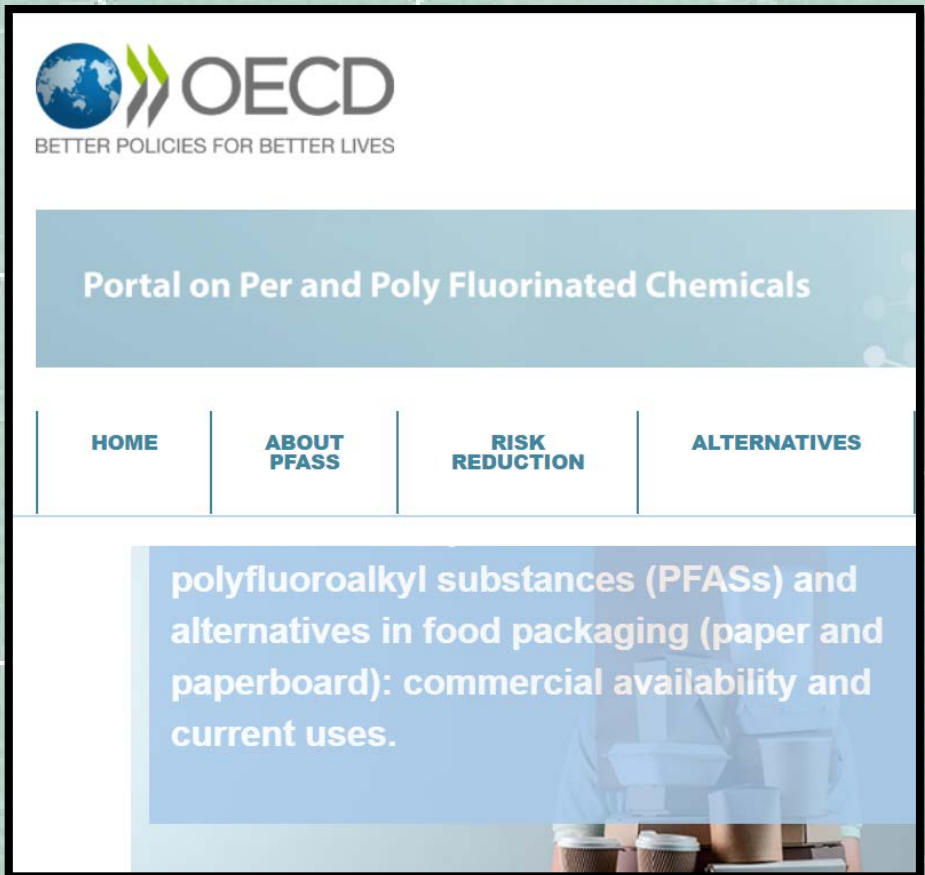 OECD
BETTER POLICIES FOR BETTER LIVES
Portal on Per and Poly Fluorinated Chemicals
HOME
ABOUT
PFASS
RISK
REDUCTION
ALTERNATIVES
polyfluoroalkyl substances (PFASs) and
alternatives in food packaging (paper and
paperboard): commercial availability and
current uses.